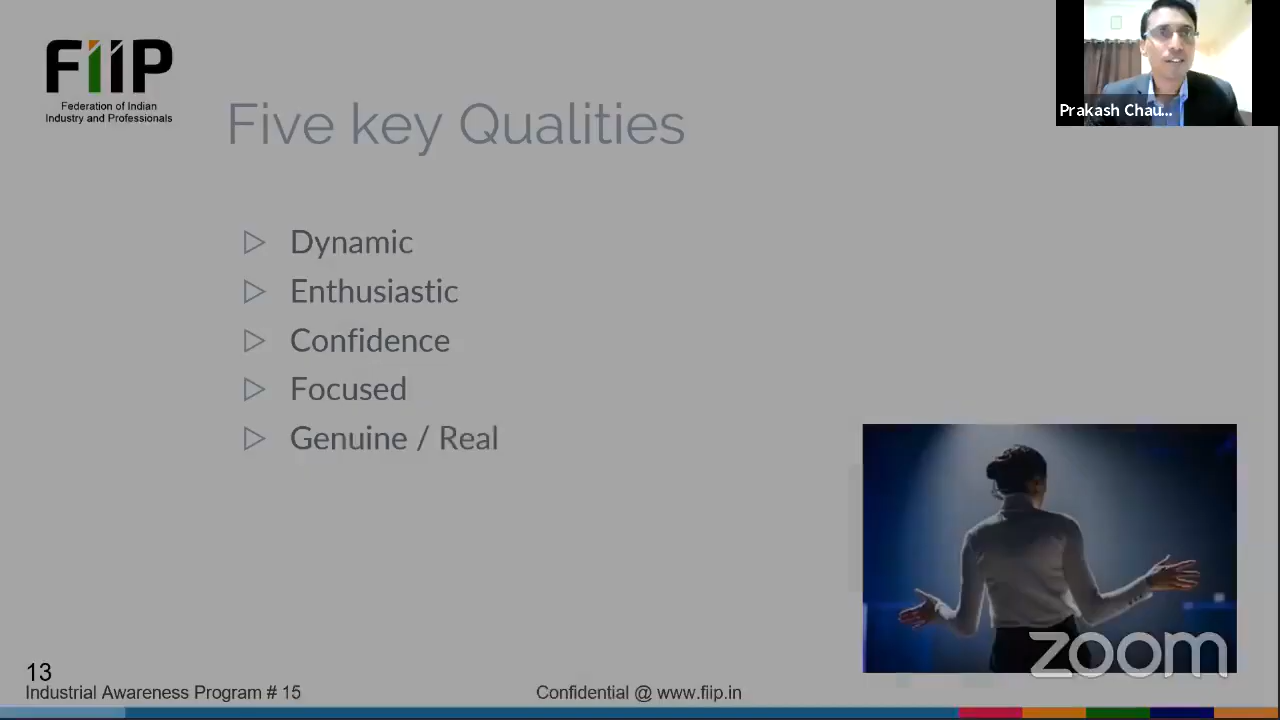 FiiP
Federation of Indian
Industry and Professionals
Prakash Chau...
Five key Qualities
Dynamic
Enthusiastic
Confidence
Focused
Genuine / Real
zoom
13
Industrial Awareness Program # 15
Confidential @ www.fiip.in